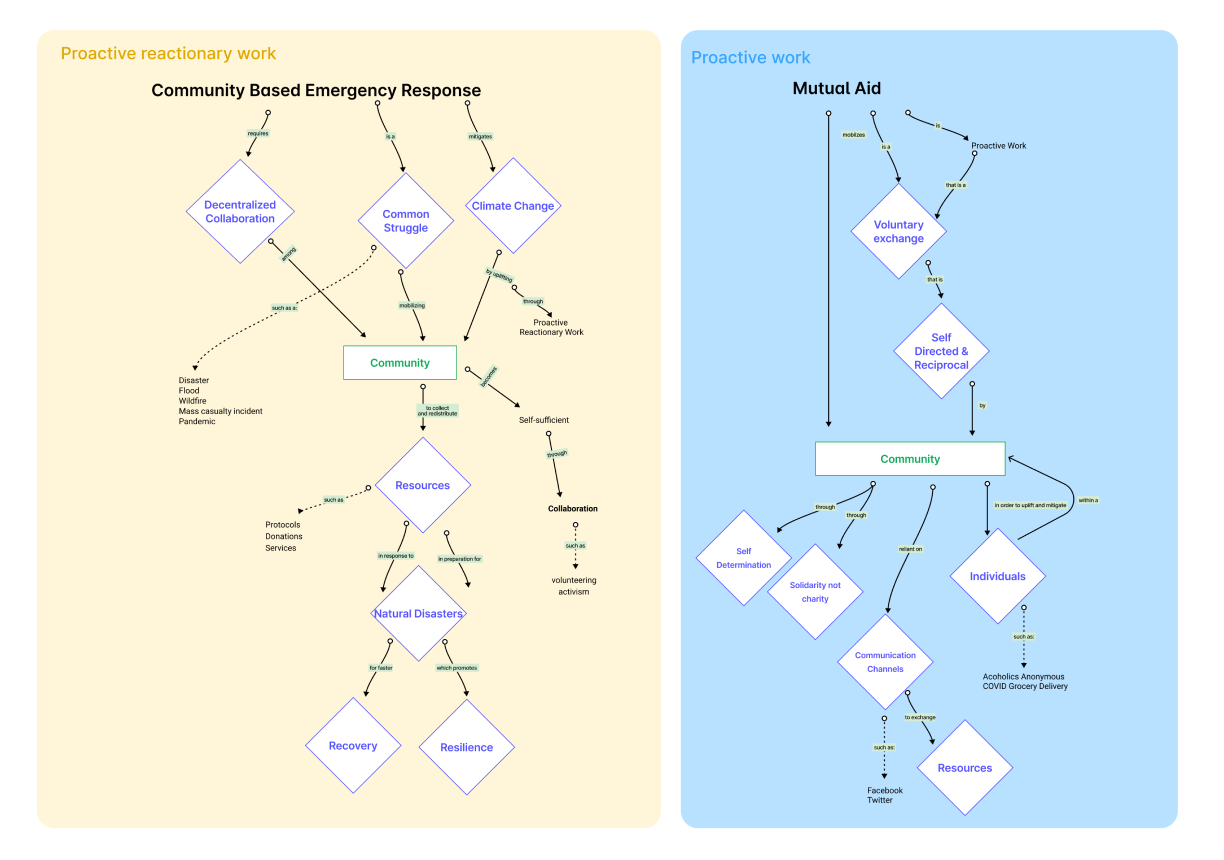 Proactive reactionary work
Community Based Emergency Response
requires
is a
mitigates
Decentralized
Collaboration
Common
Struggle
Climate Change
among
such as a:
mobilizing
by uplifting
through
Proactive
Reactionary Work
Community
becomes
Disaster
Flood
Wildfire
Mass casualty incident
Pandemic
to collect
and redistribute
Self-sufficient
through
Resources
such as
Protocols
Donations
Services
Collaboration
such as
volunteering
activism
in response to
in preparation for
Natural Disasters
for faster
which promotes
Recovery
Resilience
Proactive work
Mutual Aid
mobilzes
is a
is
Proactive Work
that is a
Voluntary
exchange
that is
Self
Directed &
Reciprocal
by
Community
through
through
reliant on
in order to uplift and mitigate
within a
Self
Determination
Solidarity not
charity
Individuals
such as:
Acoholics Anonymous
COVID Grocery Delivery
Communication
Channels
to exchange
such as:
Resources
Facebook
Twitter